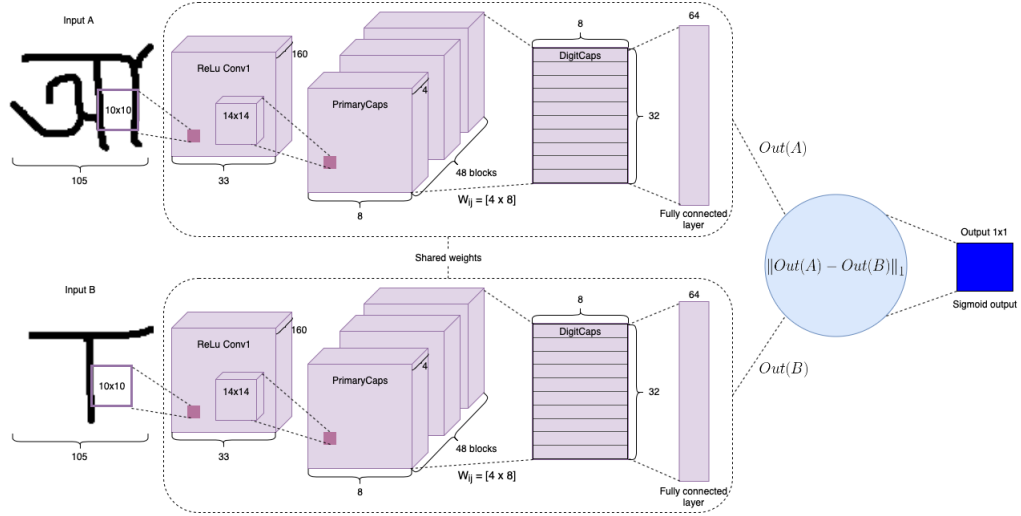 Input A
10x10
105
ReLu Conv1
160
14x14
33
PrimaryCaps
4
8
48 blocks
W_ij = [4 x 8]
8
DigitCaps
32
64
Fully connected
layer
Out(A)
Shared weights
‖Out(A) − Out(B)‖₁
Output 1x1
Sigmoid output
Input B
10x10
105
ReLu Conv1
160
14x14
33
PrimaryCaps
4
8
48 blocks
W_ij = [4 x 8]
8
DigitCaps
32
64
Fully connected
layer
Out(B)